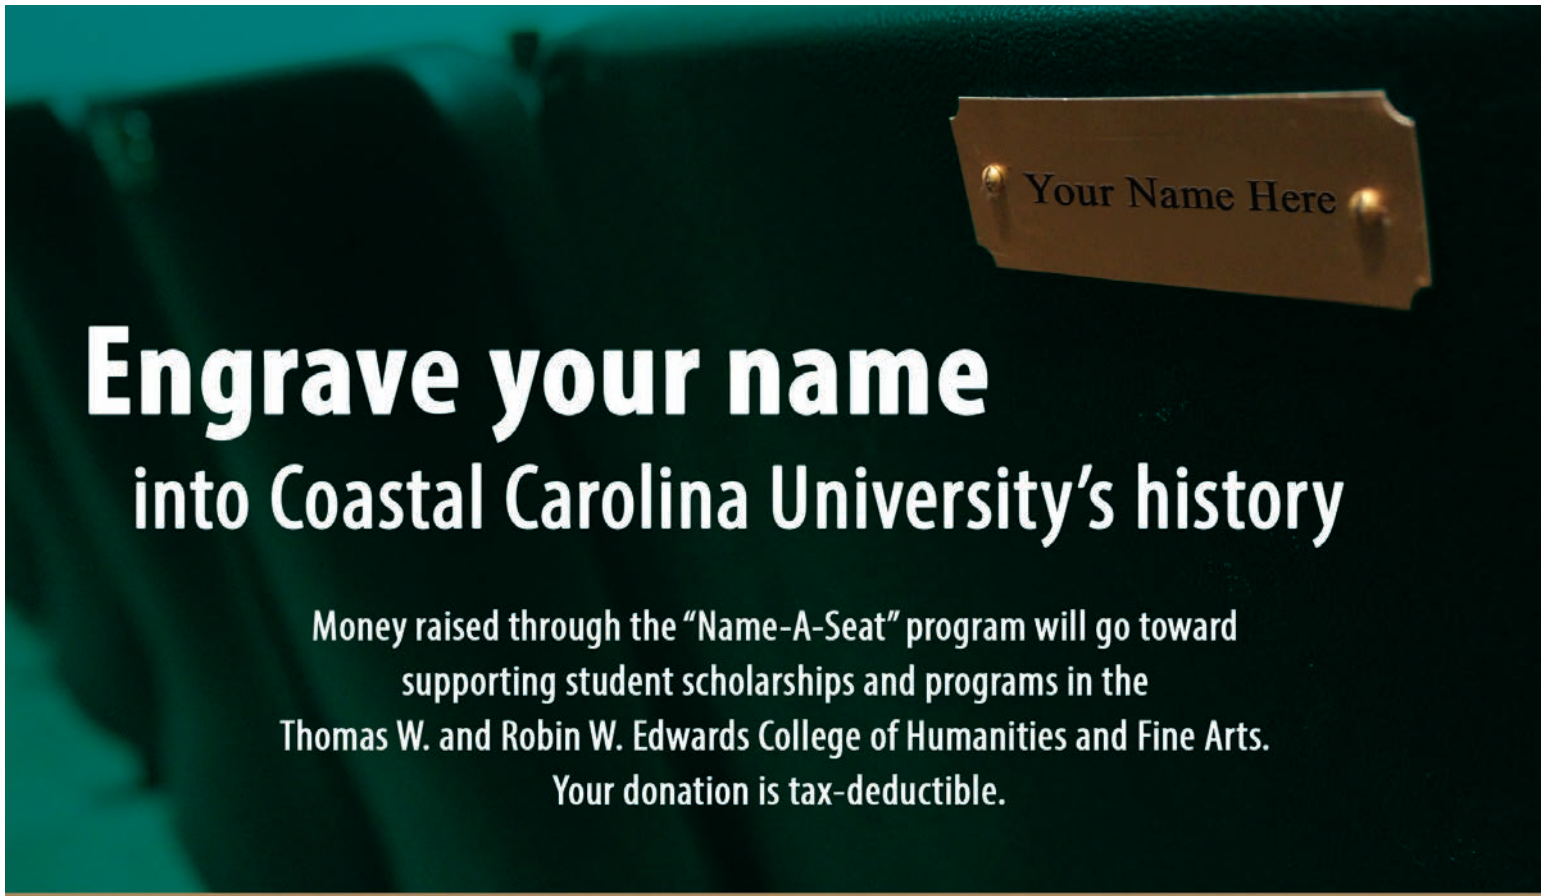 Your Name Here
Engrave your name
into Coastal Carolina University’s history
Money raised through the “Name-A-Seat” program will go toward
supporting student scholarships and programs in the
Thomas W. and Robin W. Edwards College of Humanities and Fine Arts.
Your donation is tax-deductible.